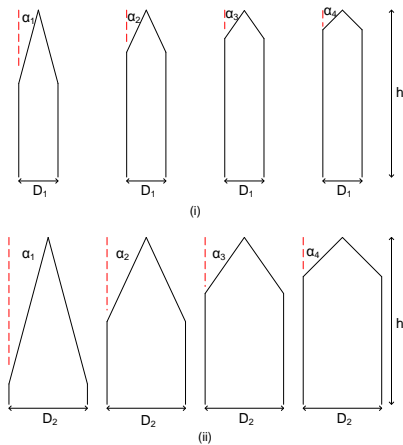 α1 α2 α3 α4
h
D1 D1 D1 D1
(i)
α1 α2 α3 α4
h
D2 D2 D2 D2
(ii)